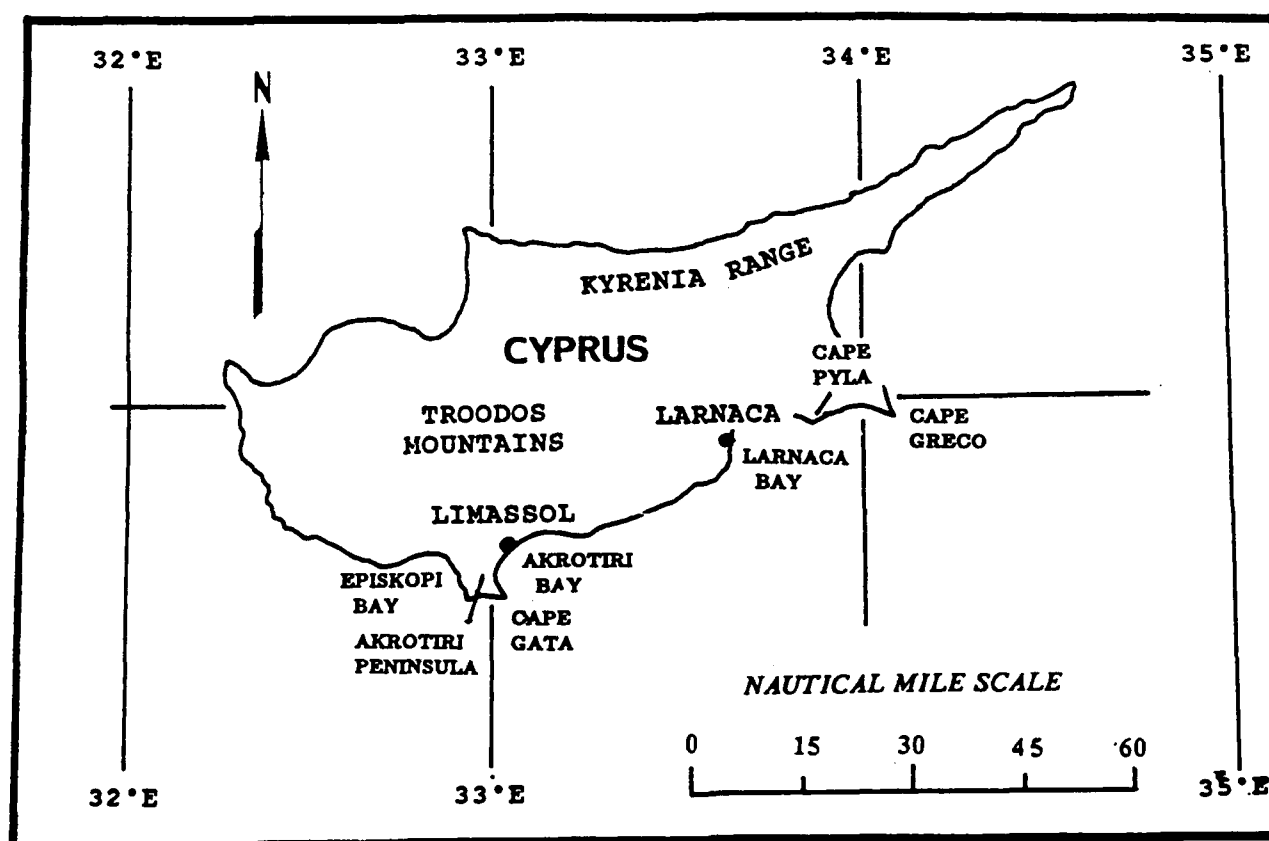 32°E 33°E 34°E 35°E
N
KYRENIA RANGE
CYPRUS
CAPE
PYLA
TROODOS
MOUNTAINS
LARNACA
CAPE
GRECO
LARNACA
BAY
LIMASSOL
EPISKOPI
BAY
AKROTIRI
BAY
AKROTIRI
PENINSULA
CAPE
GATA
NAUTICAL MILE SCALE
0 15 30 45 60
32°E 33°E 35°E